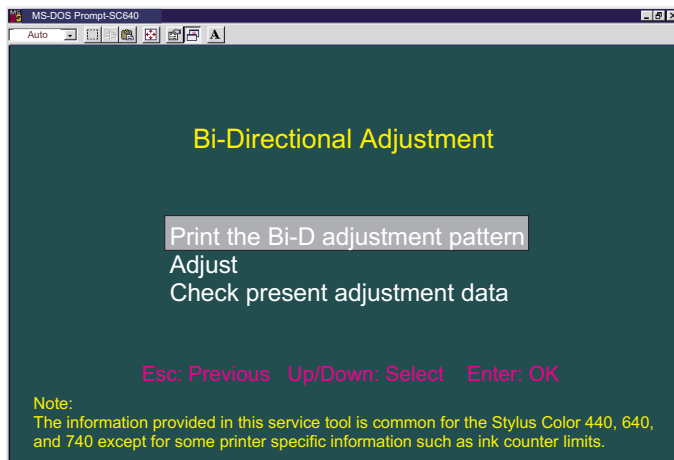 MS-DOS Prompt-SC640
Auto
A
Bi-Directional Adjustment
Print the Bi-D adjustment pattern
Adjust
Check present adjustment data
Esc: Previous Up/Down: Select Enter: OK
Note:
The information provided in this service tool is common for the Stylus Color 440, 640,
and 740 except for some printer specific information such as ink counter limits.